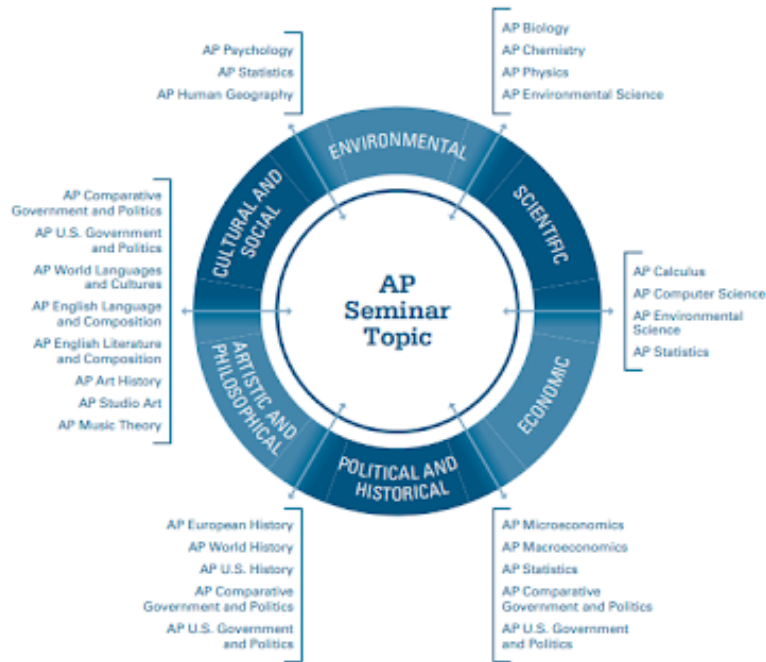 AP Psychology
AP Statistics
AP Human Geography
AP Biology
AP Chemistry
AP Physics
AP Environmental Science
ENVIRONMENTAL
CULTURAL AND
SOCIAL
SCIENTIFIC
AP Comparative
Government and Politics
AP U.S. Government
and Politics
AP World Languages
and Cultures
AP English Language
and Composition
AP English Literature
and Composition
AP Art History
AP Studio Art
AP Music Theory
AP
Seminar
Topic
AP Calculus
AP Computer Science
AP Environmental
Science
AP Statistics
ARTISTIC AND
PHILOSOPHICAL
ECONOMIC
POLITICAL AND
HISTORICAL
AP European History
AP World History
AP U.S. History
AP Comparative
Government and Politics
AP U.S. Government
and Politics
AP Microeconomics
AP Macroeconomics
AP Statistics
AP Comparative
Government and Politics
AP U.S. Government
and Politics